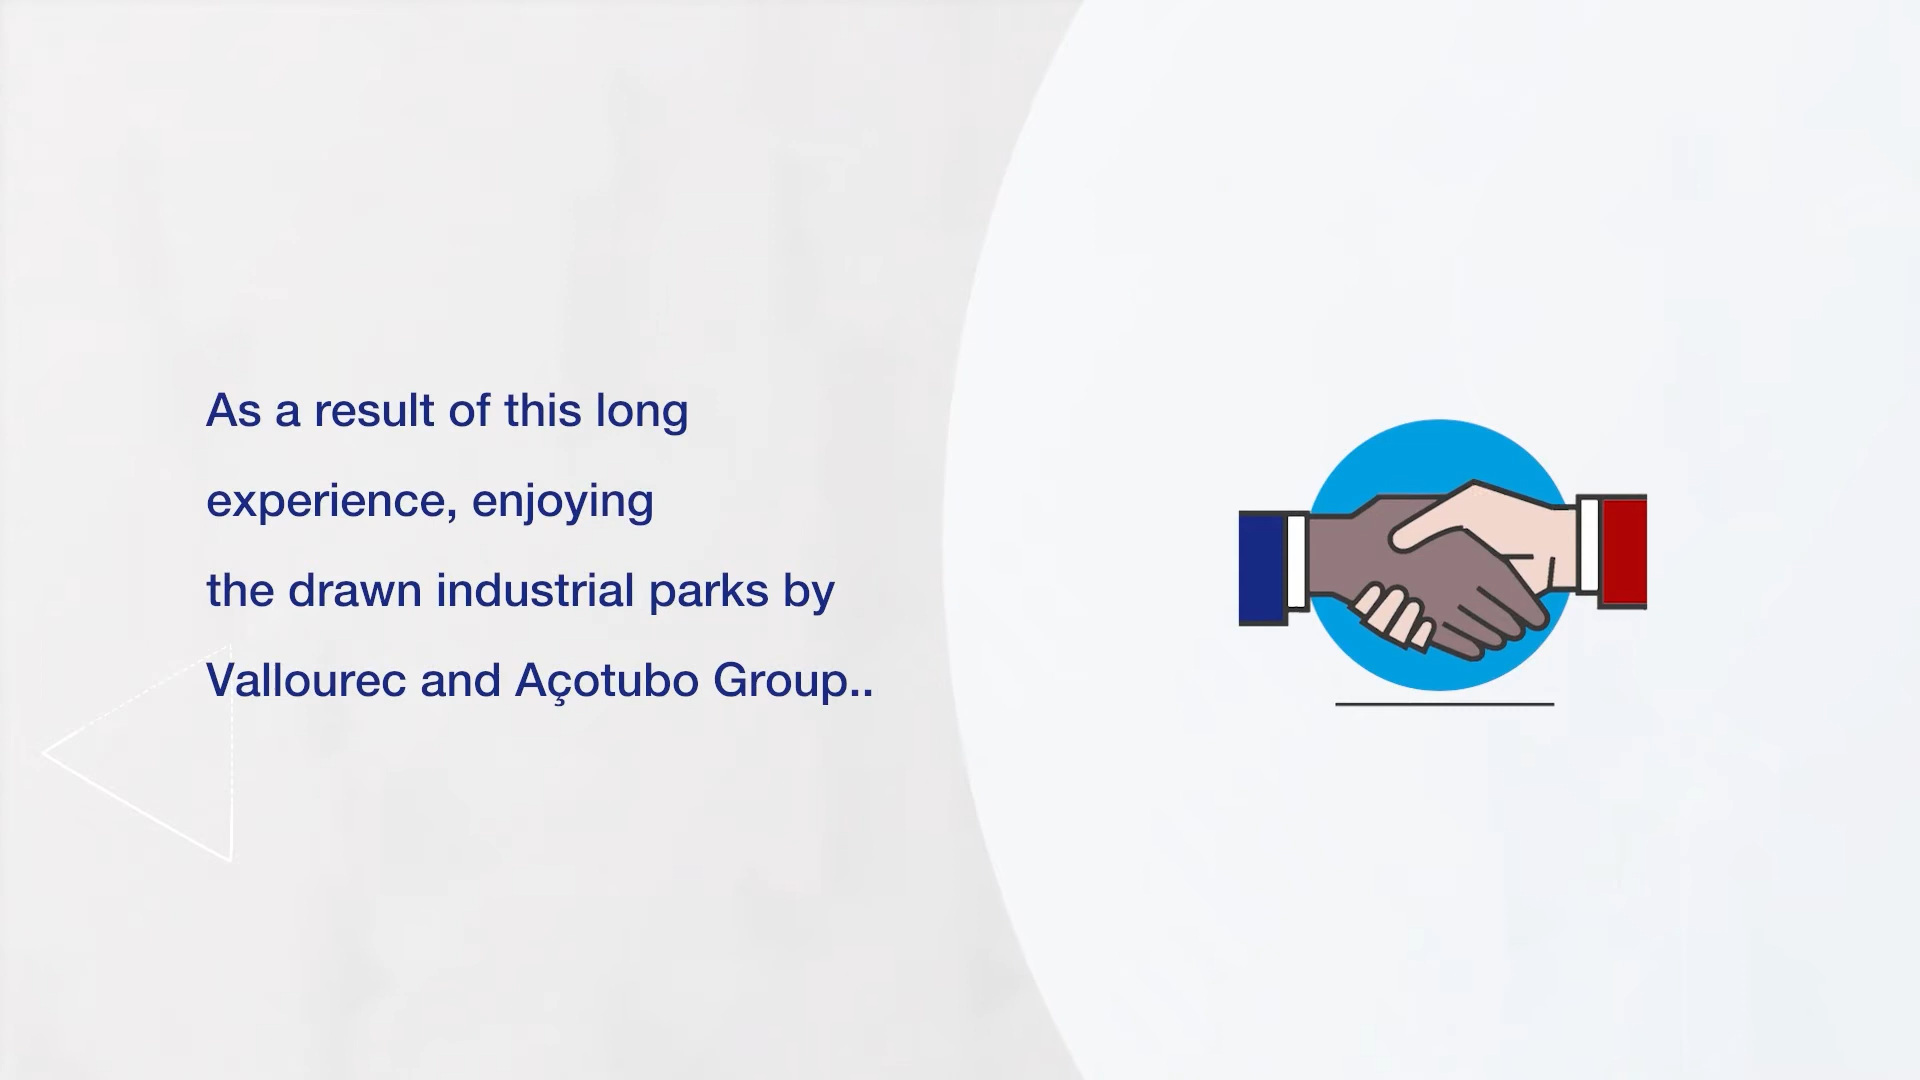 As a result of this long
experience, enjoying
the drawn industrial parks by
Vallourec and Açotubo Group..